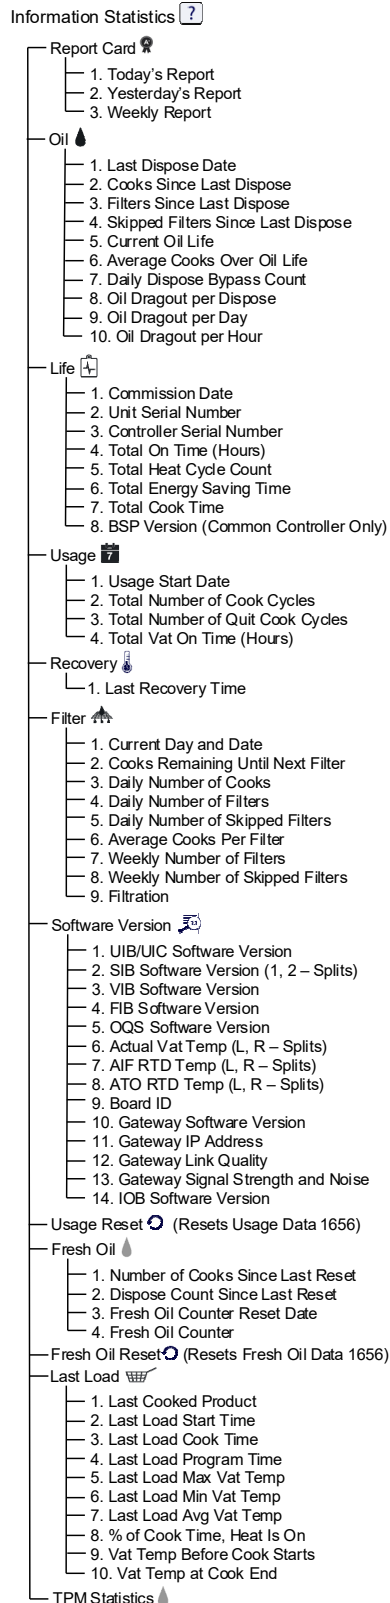 Information Statistics ?
Report Card
1. Today's Report
2. Yesterday's Report
3. Weekly Report
Oil
1. Last Dispose Date
2. Cooks Since Last Dispose
3. Filters Since Last Dispose
4. Skipped Filters Since Last Dispose
5. Current Oil Life
6. Average Cooks Over Oil Life
7. Daily Dispose Bypass Count
8. Oil Dragout per Dispose
9. Oil Dragout per Day
10. Oil Dragout per Hour
Life
1. Commission Date
2. Unit Serial Number
3. Controller Serial Number
4. Total On Time (Hours)
5. Total Heat Cycle Count
6. Total Energy Saving Time
7. Total Cook Time
8. BSP Version (Common Controller Only)
Usage 7
1. Usage Start Date
2. Total Number of Cook Cycles
3. Total Number of Quit Cook Cycles
4. Total Vat On Time (Hours)
Recovery
1. Last Recovery Time
Filter
1. Current Day and Date
2. Cooks Remaining Until Next Filter
3. Daily Number of Cooks
4. Daily Number of Filters
5. Daily Number of Skipped Filters
6. Average Cooks Per Filter
7. Weekly Number of Filters
8. Weekly Number of Skipped Filters
9. Filtration
Software Version
1. UIB/UIC Software Version
2. SIB Software Version (1, 2 – Splits)
3. VIB Software Version
4. FIB Software Version
5. OQS Software Version
6. Actual Vat Temp (L, R – Splits)
7. AIF RTD Temp (L, R – Splits)
8. ATO RTD Temp (L, R – Splits)
9. Board ID
10. Gateway Software Version
11. Gateway IP Address
12. Gateway Link Quality
13. Gateway Signal Strength and Noise
14. IOB Software Version
Usage Reset (Resets Usage Data 1656)
Fresh Oil
1. Number of Cooks Since Last Reset
2. Dispose Count Since Last Reset
3. Fresh Oil Counter Reset Date
4. Fresh Oil Counter
Fresh Oil Reset (Resets Fresh Oil Data 1656)
Last Load
1. Last Cooked Product
2. Last Load Start Time
3. Last Load Cook Time
4. Last Load Program Time
5. Last Load Max Vat Temp
6. Last Load Min Vat Temp
7. Last Load Avg Vat Temp
8. % of Cook Time, Heat Is On
9. Vat Temp Before Cook Starts
10. Vat Temp at Cook End
TPM Statistics